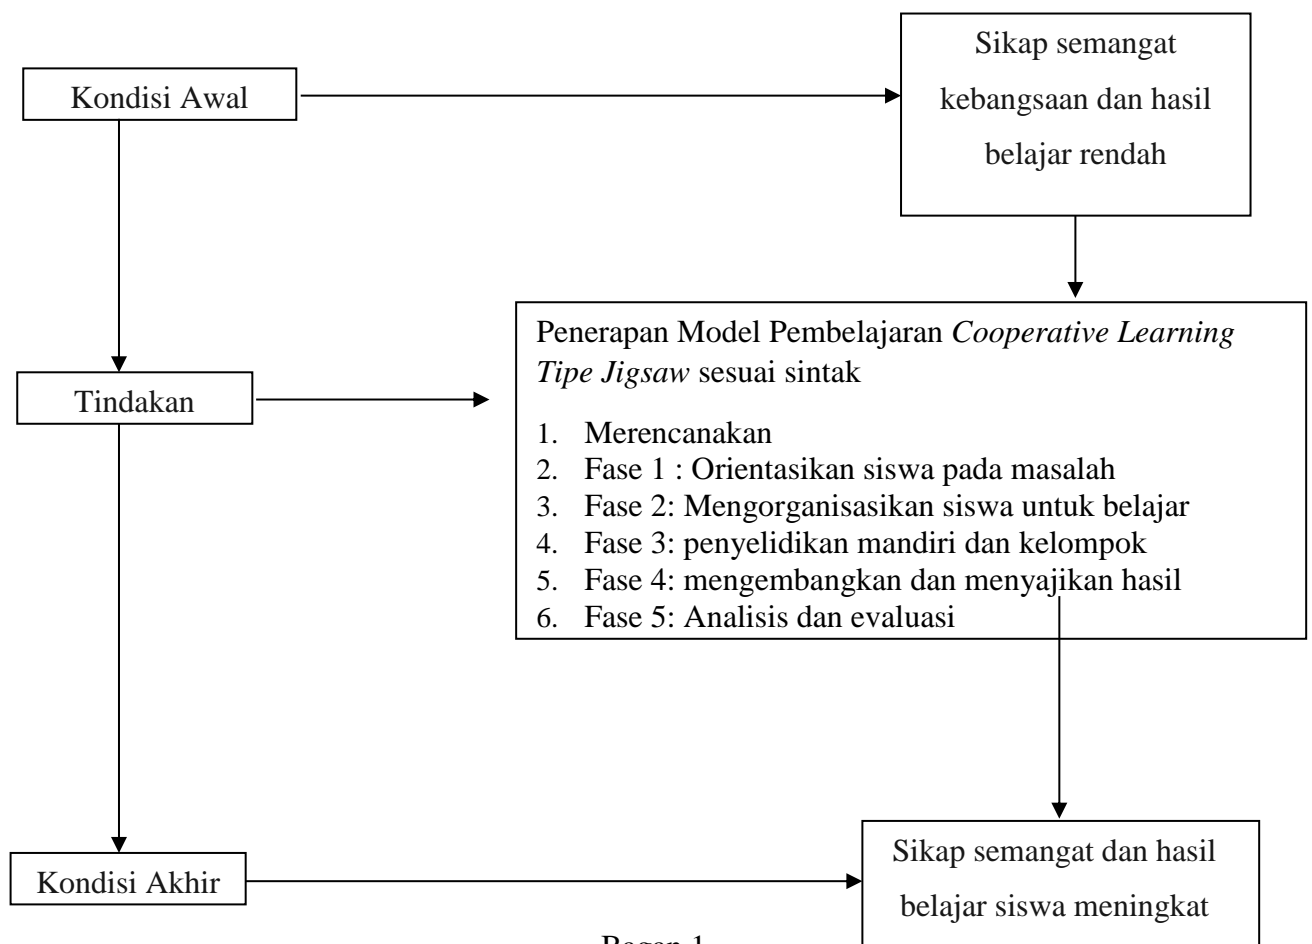 Sikap semangat
kebangsaan dan hasil
belajar rendah
Kondisi Awal
Penerapan Model Pembelajaran Cooperative Learning
Tipe Jigsaw sesuai sintak
Tindakan
1. Merencanakan
2. Fase 1 : Orientasikan siswa pada masalah
3. Fase 2: Mengorganisasikan siswa untuk belajar
4. Fase 3: penyelidikan mandiri dan kelompok
5. Fase 4: mengembangkan dan menyajikan hasil
6. Fase 5: Analisis dan evaluasi
Kondisi Akhir
Sikap semangat dan hasil
belajar siswa meningkat
Bagan 1